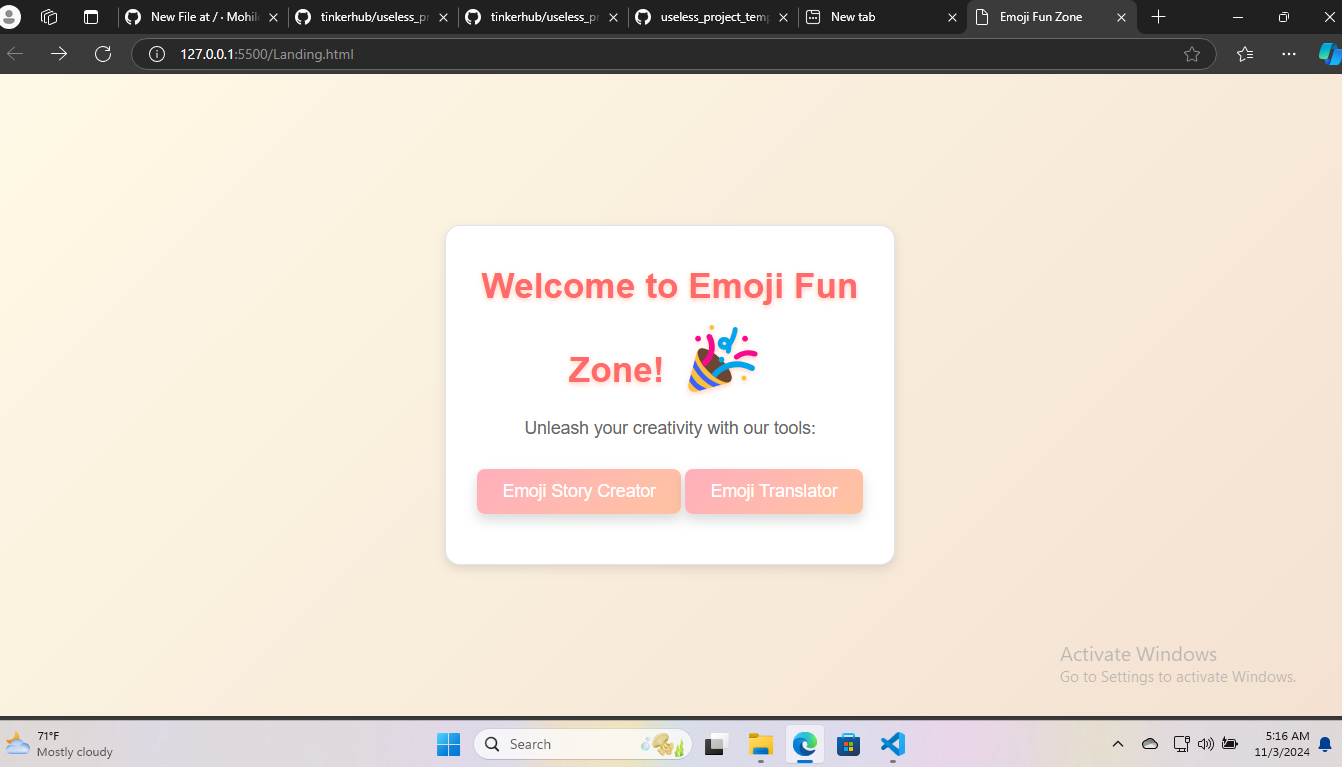 New File at / · Mohil
tinkerhub/useless_pr
tinkerhub/useless_pr
useless_project_temp
New tab
Emoji Fun Zone
127.0.0.1:5500/Landing.html
Welcome to Emoji Fun
Zone!
Unleash your creativity with our tools:
Emoji Story Creator
Emoji Translator
Activate Windows
Go to Settings to activate Windows.
71°F
Mostly cloudy
Search
5:16 AM
11/3/2024